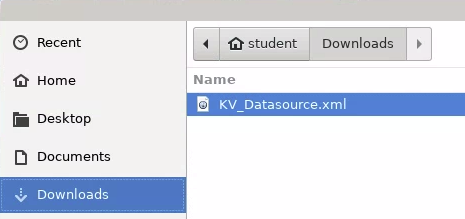 Recent
Home
Desktop
Documents
Downloads
student Downloads
Name
KV_Datasource.xml